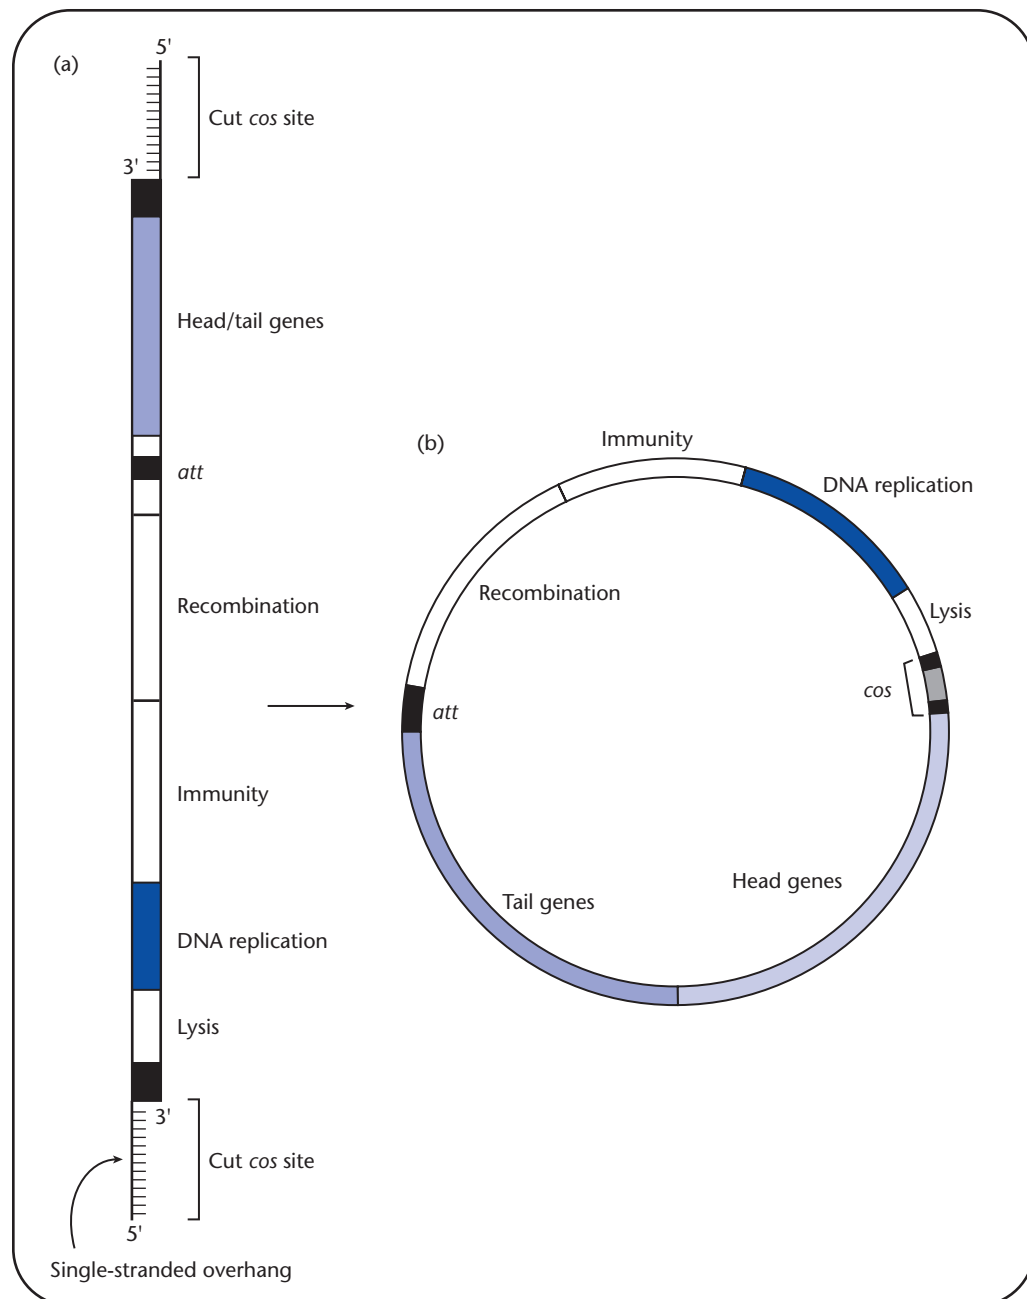 (a)
5'
Cut cos site
3'
Head/tail genes
att
Recombination
Immunity
DNA replication
Lysis
3'
Cut cos site
5'
Single-stranded overhang
(b)
Immunity
DNA replication
Recombination
Lysis
cos
att
Head genes
Tail genes